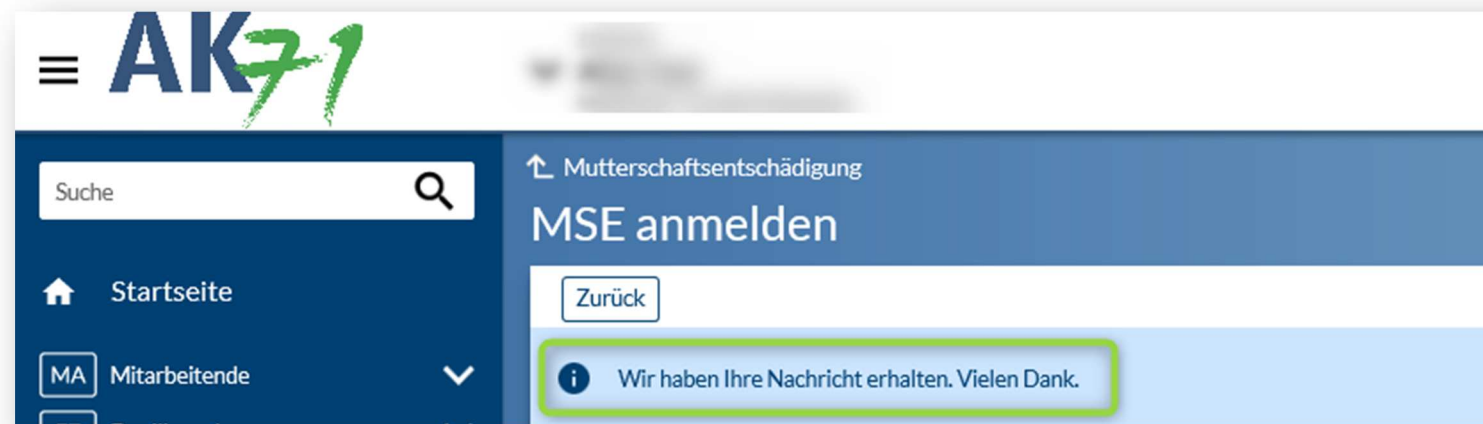 AK71
Suche
Startseite
MA Mitarbeitende
Mutterschaftsentschädigung
MSE anmelden
Zurück
Wir haben Ihre Nachricht erhalten. Vielen Dank.